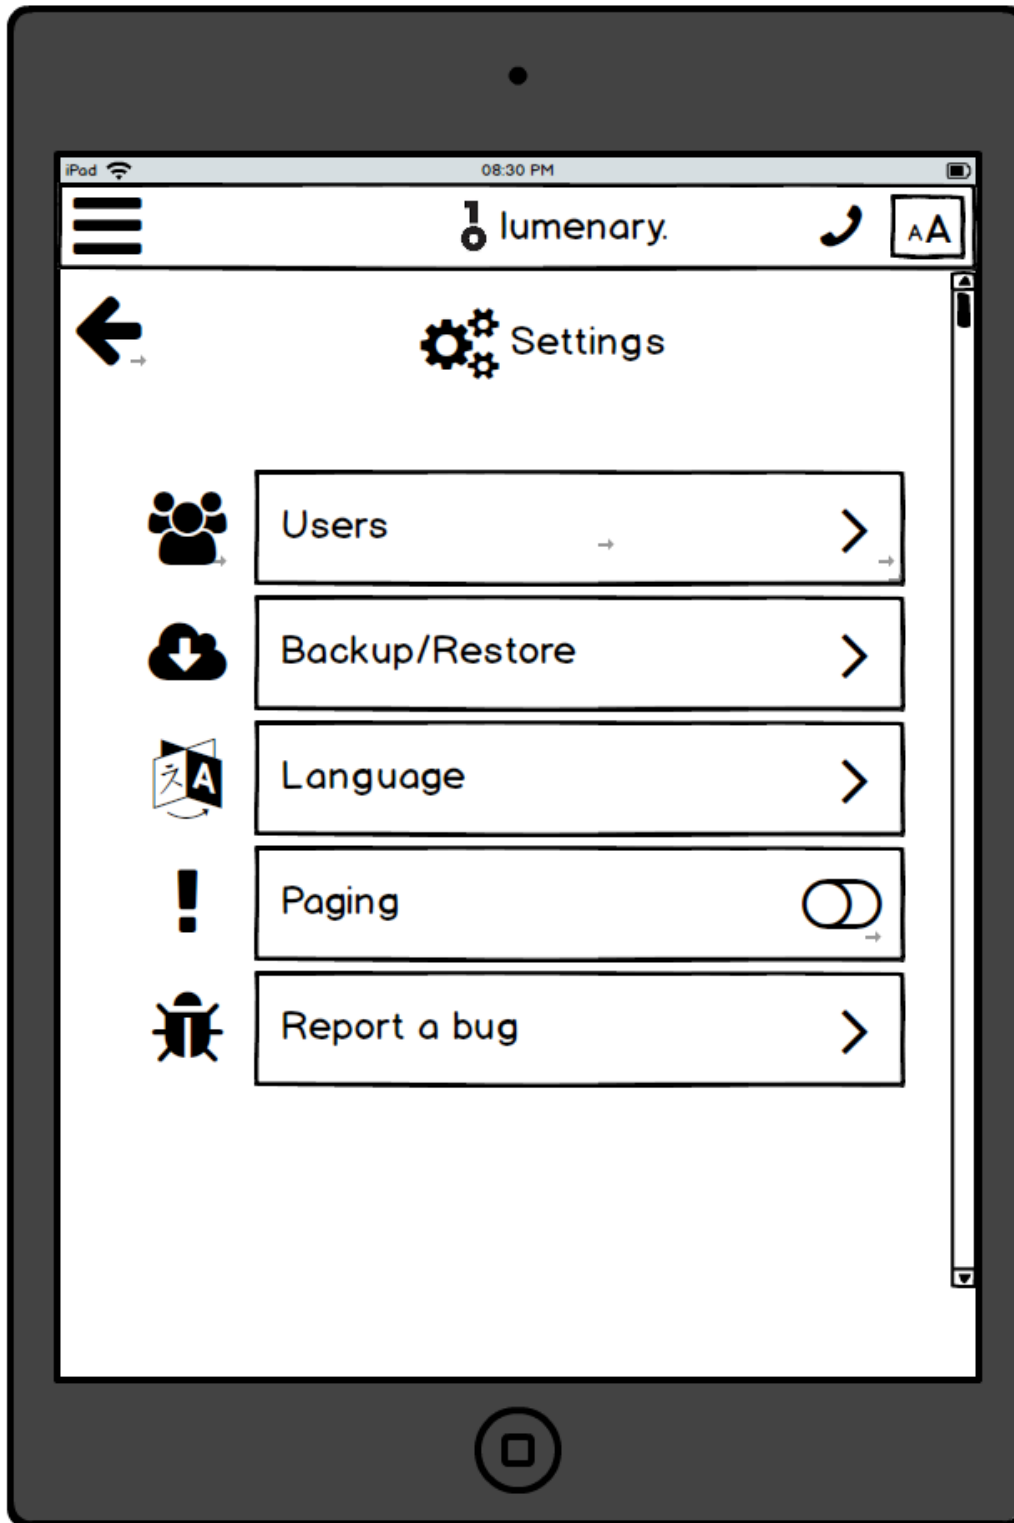 iPad 08:30 PM
lumenary. AA
Settings
Users
Backup/Restore
Language
Paging
Report a bug